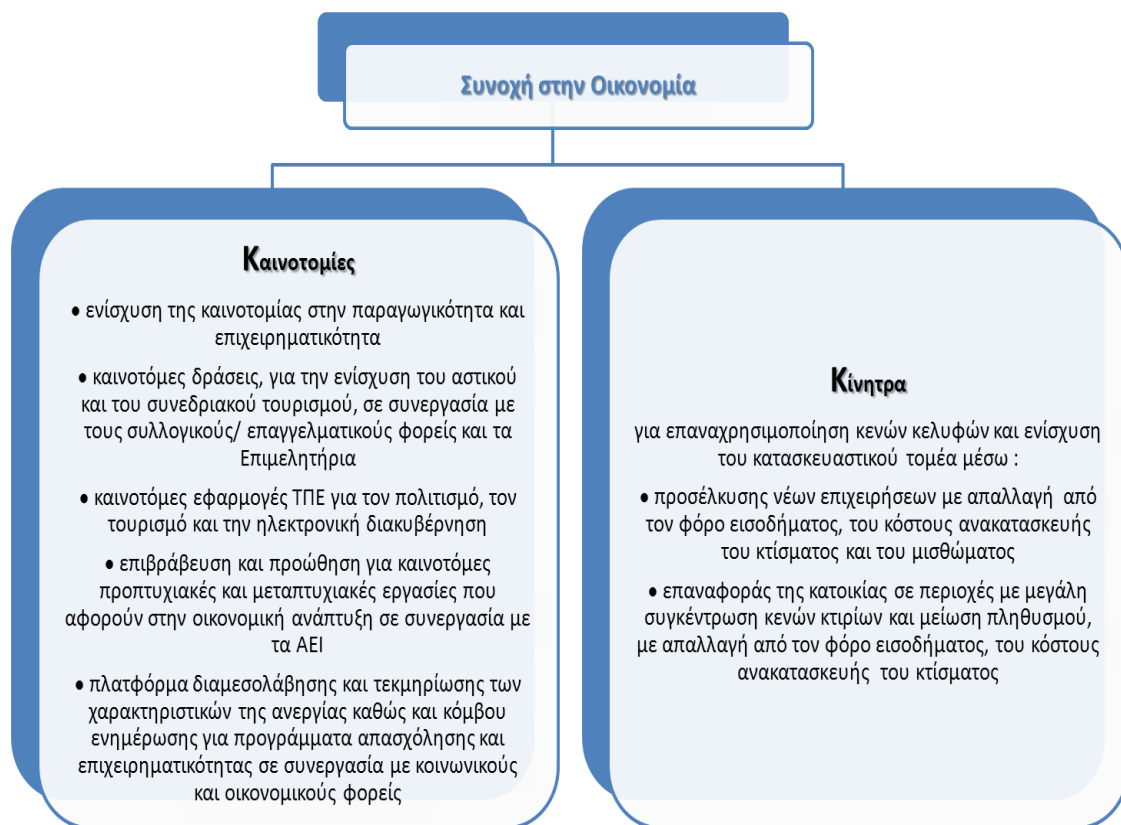 Συνοχή στην Οικονομία
Καινοτομίες
• ενίσχυση της καινοτομίας στην παραγωγικότητα και
επιχειρηματικότητα
• καινοτόμες δράσεις, για την ενίσχυση του αστικού
και του συνεδριακού τουρισμού, σε συνεργασία με
τους συλλογικούς/ επαγγελματικούς φορείς και τα
Επιμελητήρια
• καινοτόμες εφαρμογές ΤΠΕ για τον πολιτισμό, τον
τουρισμό και την ηλεκτρονική διακυβέρνηση
• επιβράβευση και προώθηση για καινοτόμες
προπτυχιακές και μεταπτυχιακές εργασίες που
αφορούν στην οικονομική ανάπτυξη σε συνεργασία με
τα ΑΕΙ
• πλατφόρμα διαμεσολάβησης και τεκμηρίωσης των
χαρακτηριστικών της ανεργίας καθώς και κόμβου
ενημέρωσης για προγράμματα απασχόλησης και
επιχειρηματικότητας σε συνεργασία με κοινωνικούς
και οικονομικούς φορείς
Κίνητρα
για επαναχρησιμοποίηση κενών κελυφών και ενίσχυση
του κατασκευαστικού τομέα μέσω :
• προσέλκυσης νέων επιχειρήσεων με απαλλαγή από
τον φόρο εισοδήματος, του κόστους ανακατασκευής
του κτίσματος και του μισθώματος
• επαναφοράς της κατοικίας σε περιοχές με μεγάλη
συγκέντρωση κενών κτιρίων και μείωση πληθυσμού,
με απαλλαγή από τον φόρο εισοδήματος, του κόστους
ανακατασκευής του κτίσματος